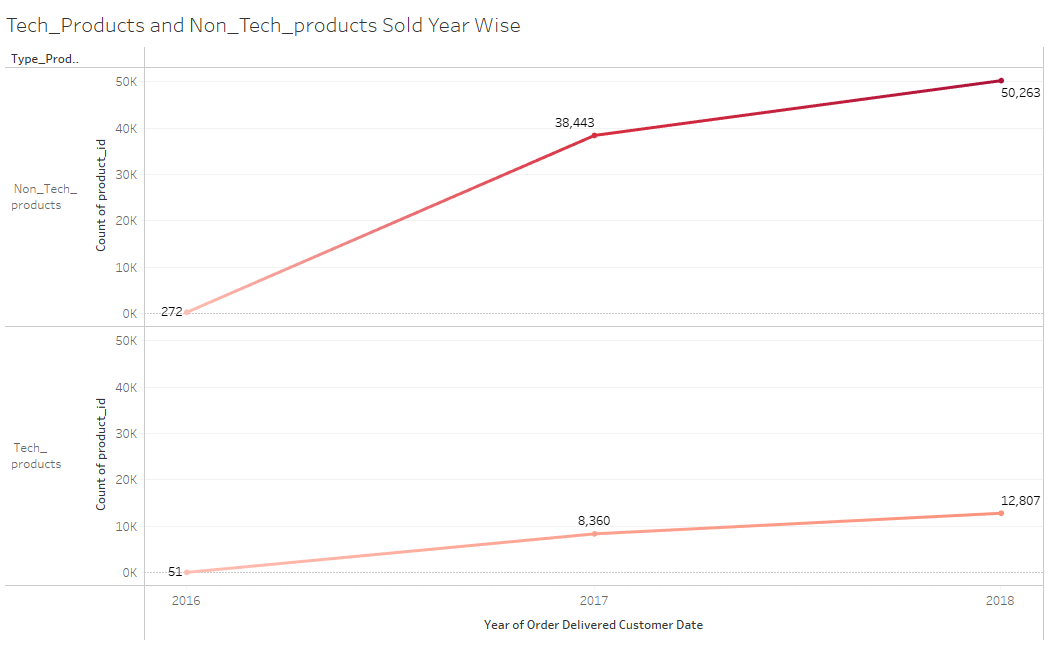 Tech_Products and Non_Tech_products Sold Year Wise
Type_Prod..
Non_Tech_
products
Count of product_id
50K
40K
30K
20K
10K
0K
272
38,443
50,263
Tech_
products
Count of product_id
50K
40K
30K
20K
10K
0K
51
8,360
12,807
2016
2017
2018
Year of Order Delivered Customer Date